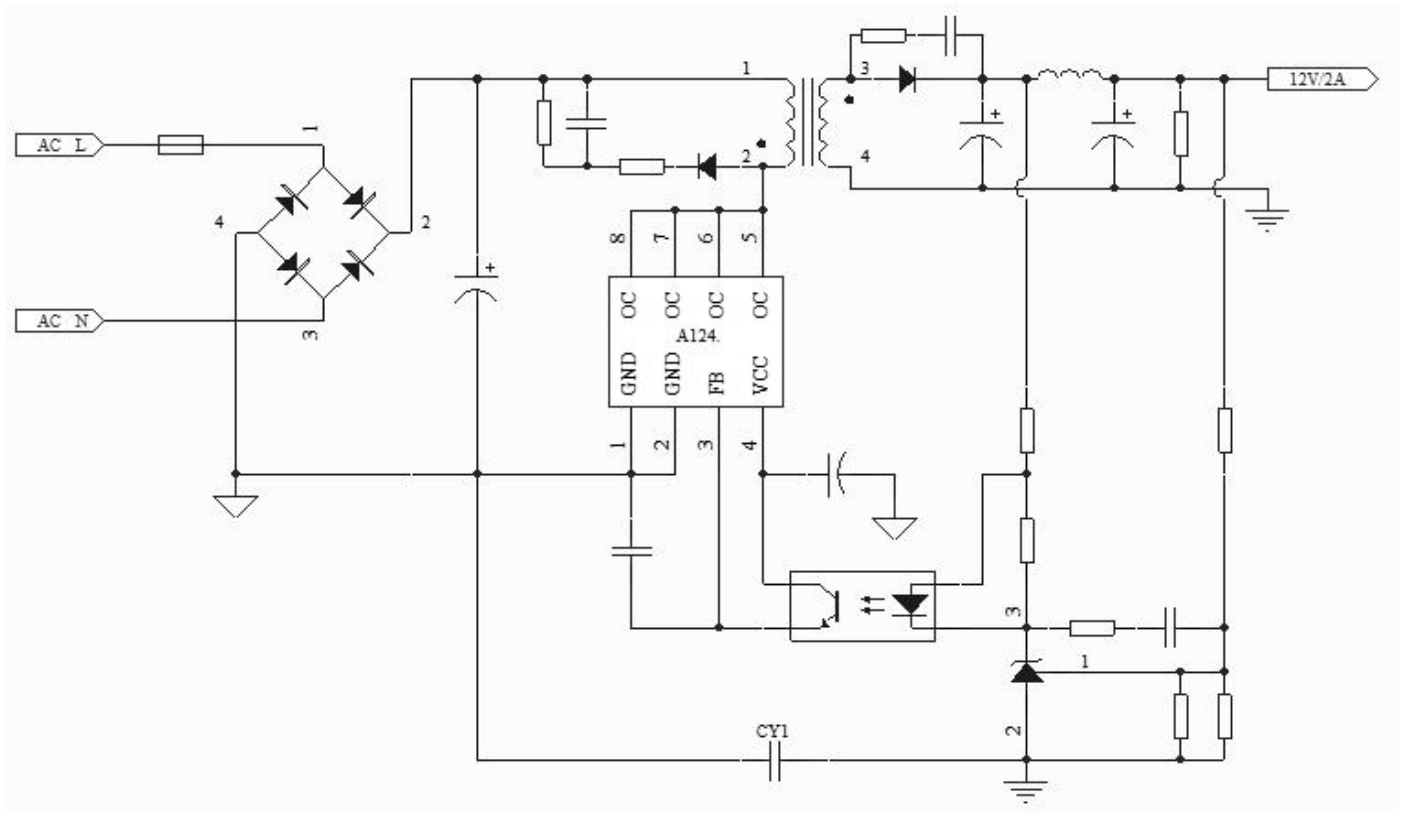 1 3
12V/2A
+ +
1
AC L
2 4
4 2
8 7 6 5
+
OC OC OC OC
AC N
3
A124.
GND GND FB VCC
1 2 3 4
3
1
2
CY1